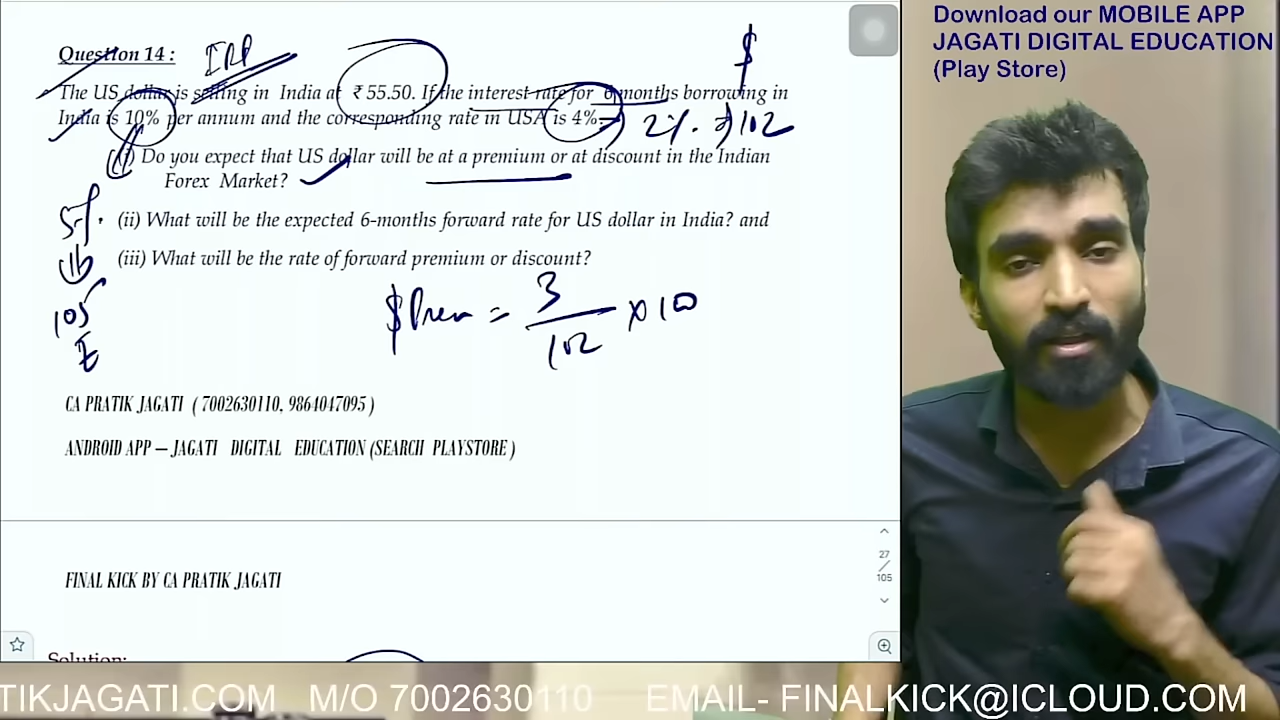 Download our MOBILE APP
JAGATI DIGITAL EDUCATION
(Play Store)
Question 14 :
IRP
$
The US dollar is selling in India at ₹ 55.50. If the interest rate for 6 months borrowing in
India is 10% per annum and the corresponding rate in USA is 4%
2% 102
(i) Do you expect that US dollar will be at a premium or at discount in the Indian
Forex Market?
5%
(ii) What will be the expected 6-months forward rate for US dollar in India? and
(iii) What will be the rate of forward premium or discount?
105
$ Prem = 3/102 × 100
CA PRATIK JAGATI ( 7002630110, 9864047095 )
ANDROID APP – JAGATI DIGITAL EDUCATION (SEARCH PLAYSTORE )
27
/
105
FINAL KICK BY CA PRATIK JAGATI
Solution:
TIKJAGATI.COM M/O 7002630110 EMAIL- FINALKICK@ICLOUD.COM